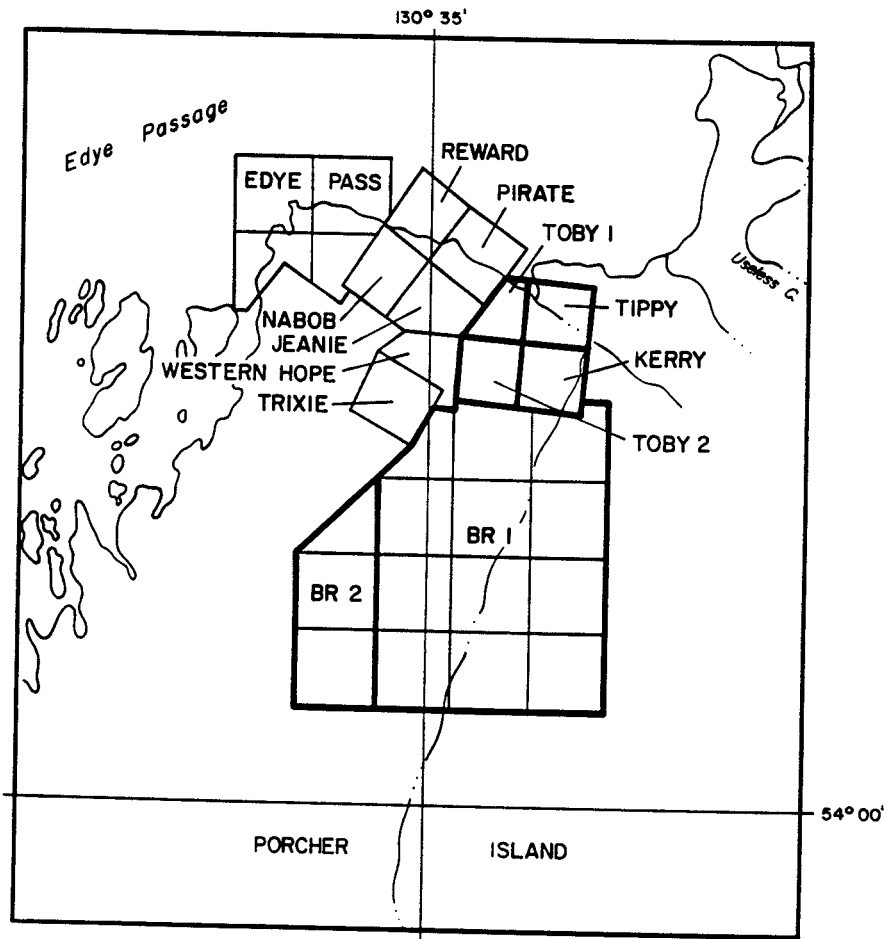 130° 35'
Edye Passage
REWARD
EDYE PASS
PIRATE
TOBY 1
Useless C.
TIPPY
NABOB
JEANIE
KERRY
WESTERN HOPE
TRIXIE
TOBY 2
BR 1
BR 2
54° 00'
PORCHER ISLAND